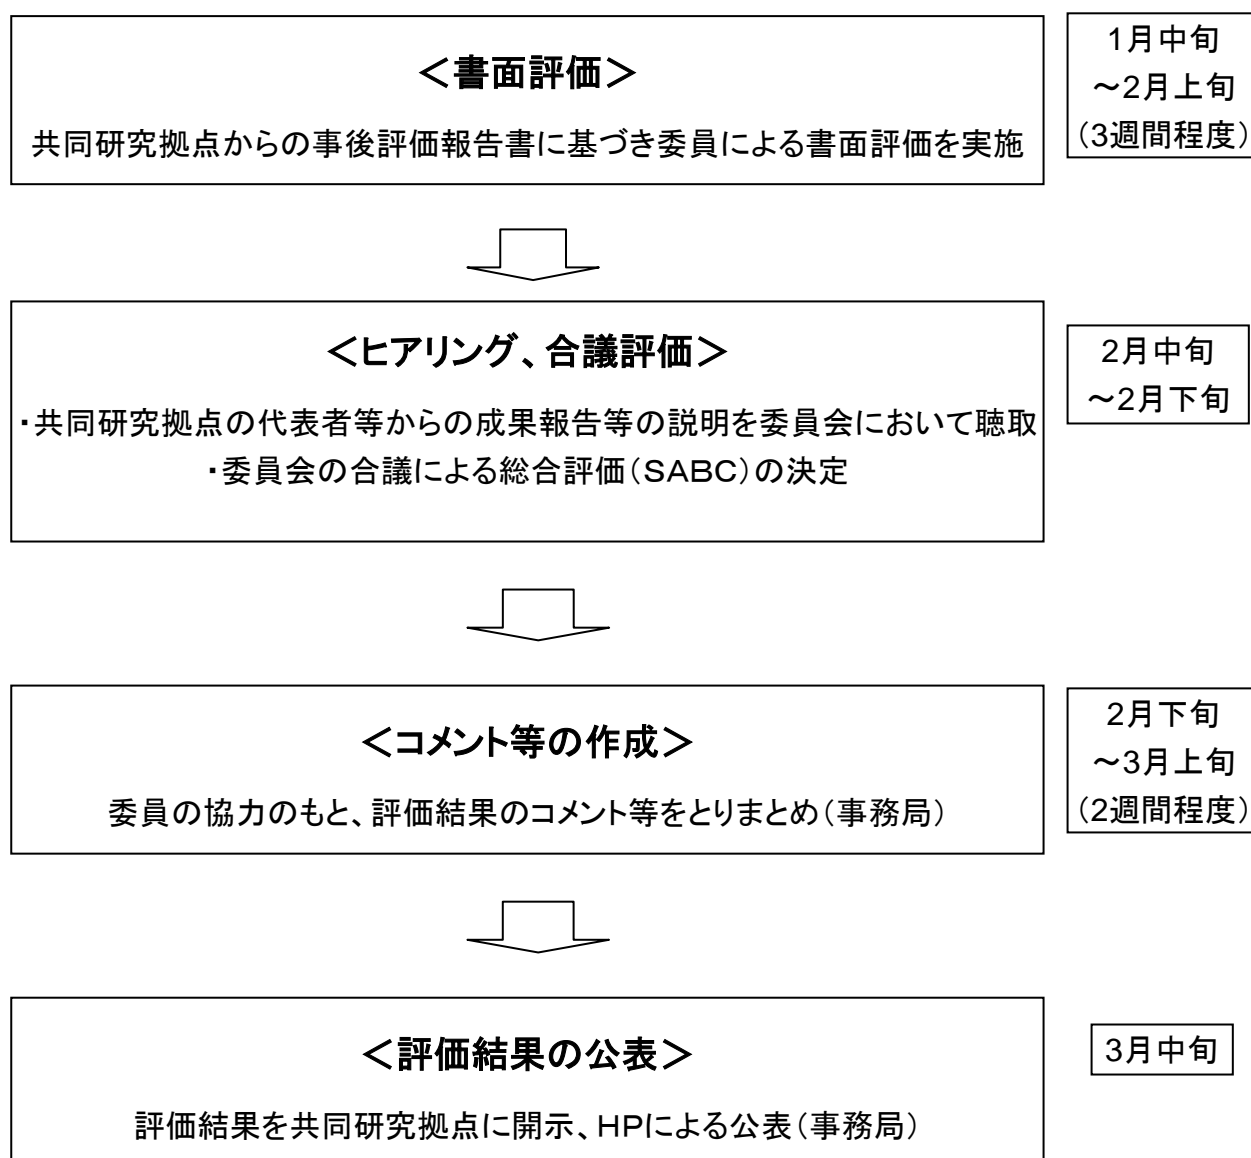 ＜書面評価＞
共同研究拠点からの事後評価報告書に基づき委員による書面評価を実施
1月中旬
～2月上旬
（3週間程度）
＜ヒアリング、合議評価＞
・共同研究拠点の代表者等からの成果報告等の説明を委員会において聴取
・委員会の合議による総合評価（SABC）の決定
2月中旬
～2月下旬
＜コメント等の作成＞
委員の協力のもと、評価結果のコメント等をとりまとめ（事務局）
2月下旬
～3月上旬
（2週間程度）
＜評価結果の公表＞
評価結果を共同研究拠点に開示、HPによる公表（事務局）
3月中旬